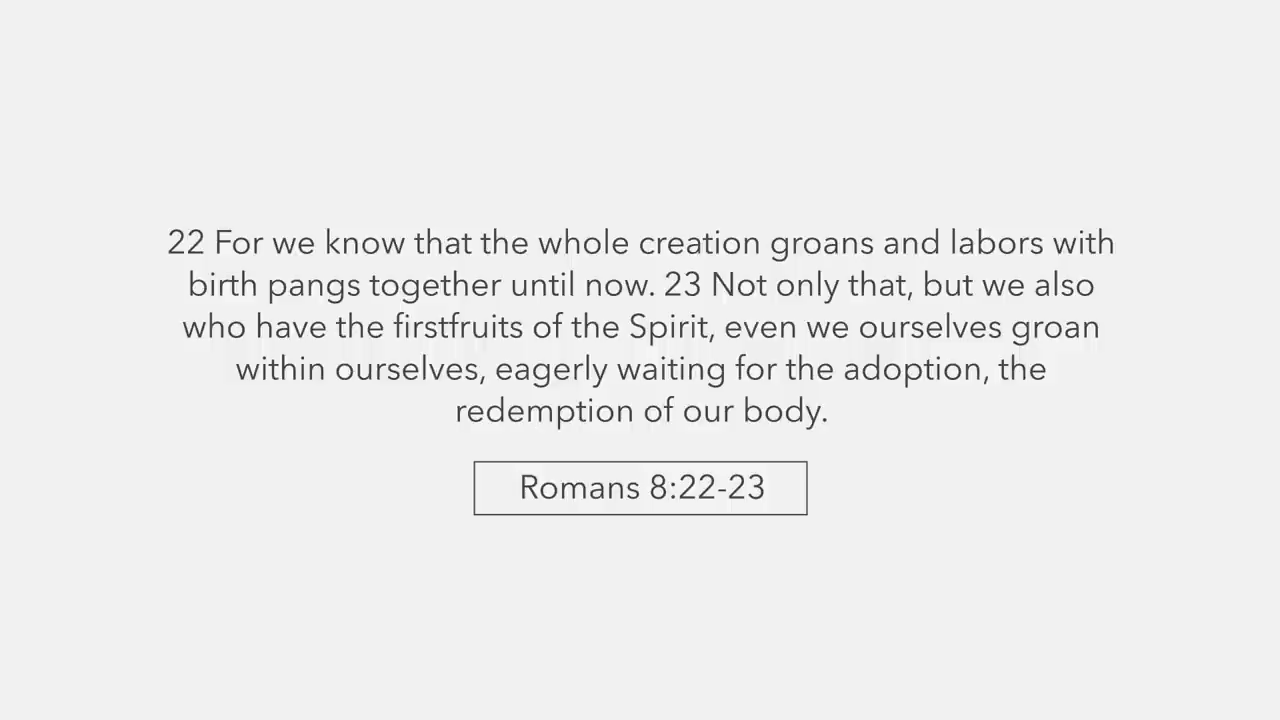 22 For we know that the whole creation groans and labors with
birth pangs together until now. 23 Not only that, but we also
who have the firstfruits of the Spirit, even we ourselves groan
within ourselves, eagerly waiting for the adoption, the
redemption of our body.
Romans 8:22-23